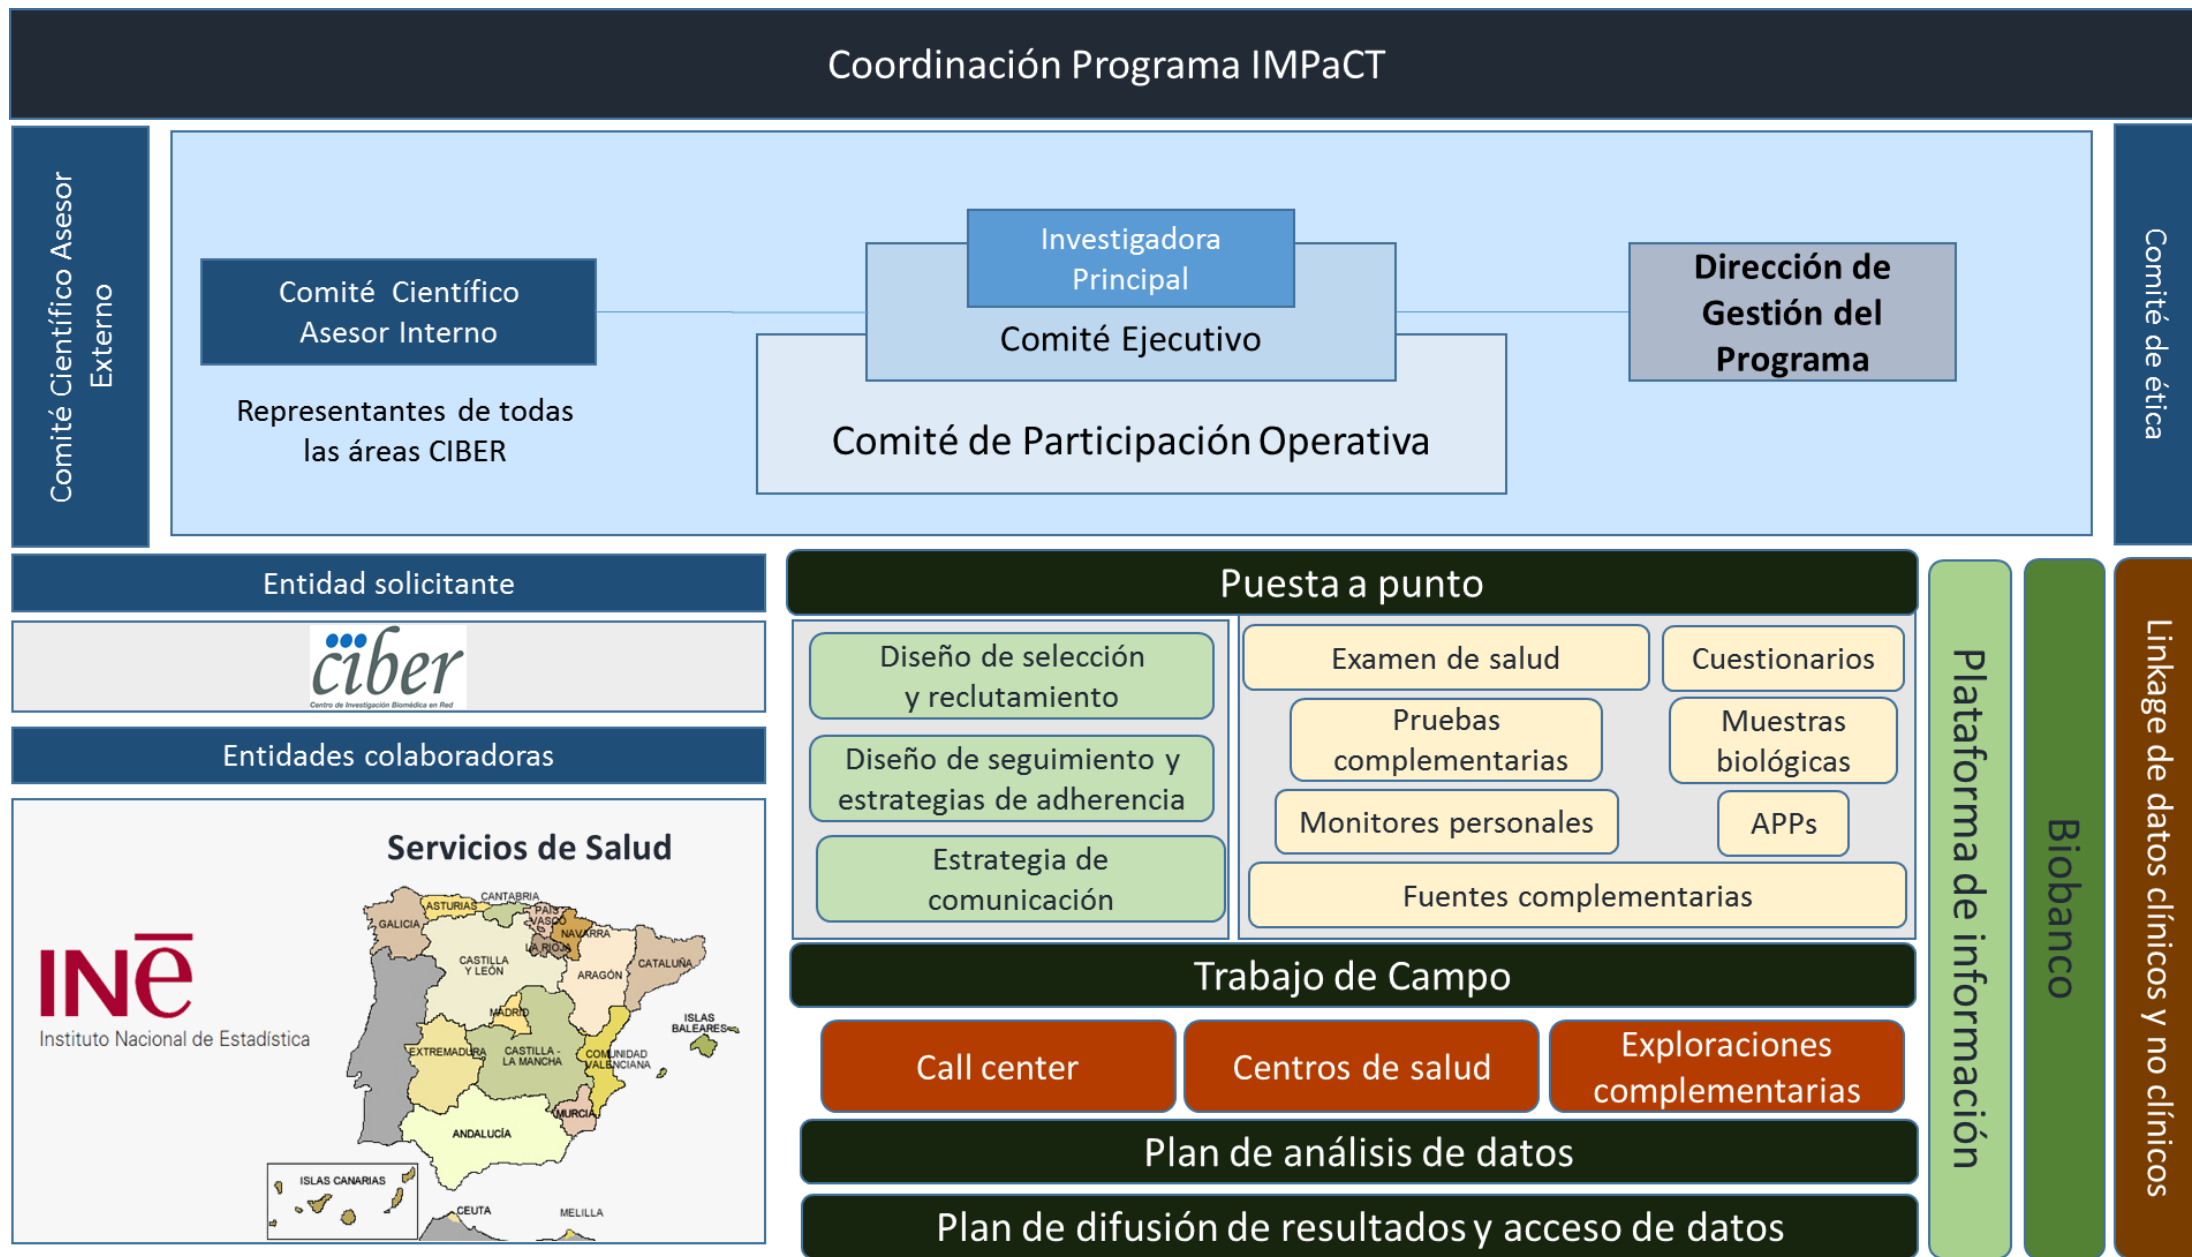 Coordinación Programa IMPaCT
Comité Científico Asesor
Externo
Investigadora
Principal
Comité Científico
Asesor Interno
Representantes de todas
las áreas CIBER
Comité Ejecutivo
Comité de Participación Operativa
Dirección de
Gestión del
Programa
Comité de ética
Entidad solicitante
ciber
Centro de Investigación Biomédica en Red
Entidades colaboradoras
Servicios de Salud
INe
Instituto Nacional de Estadística
GALICIA
ASTURIAS
CANTABRIA
PAÍS
VASCO
NAVARRA
LA RIOJA
CASTILLA
Y LEÓN
ARAGÓN
CATALUÑA
MADRID
ISLAS
BALEARES
EXTREMADURA
CASTILLA -
LA MANCHA
COMUNIDAD
VALENCIANA
MURCIA
ANDALUCÍA
ISLAS CANARIAS
CEUTA
MELILLA
Puesta a punto
Diseño de selección
y reclutamiento
Diseño de seguimiento y
estrategias de adherencia
Estrategia de
comunicación
Examen de salud
Cuestionarios
Pruebas
complementarias
Muestras
biológicas
Monitores personales
APPs
Fuentes complementarias
Trabajo de Campo
Call center
Centros de salud
Exploraciones
complementarias
Plan de análisis de datos
Plan de difusión de resultados y acceso de datos
Plataforma de información
Biobanco
Linkage de datos clínicos y no clínicos